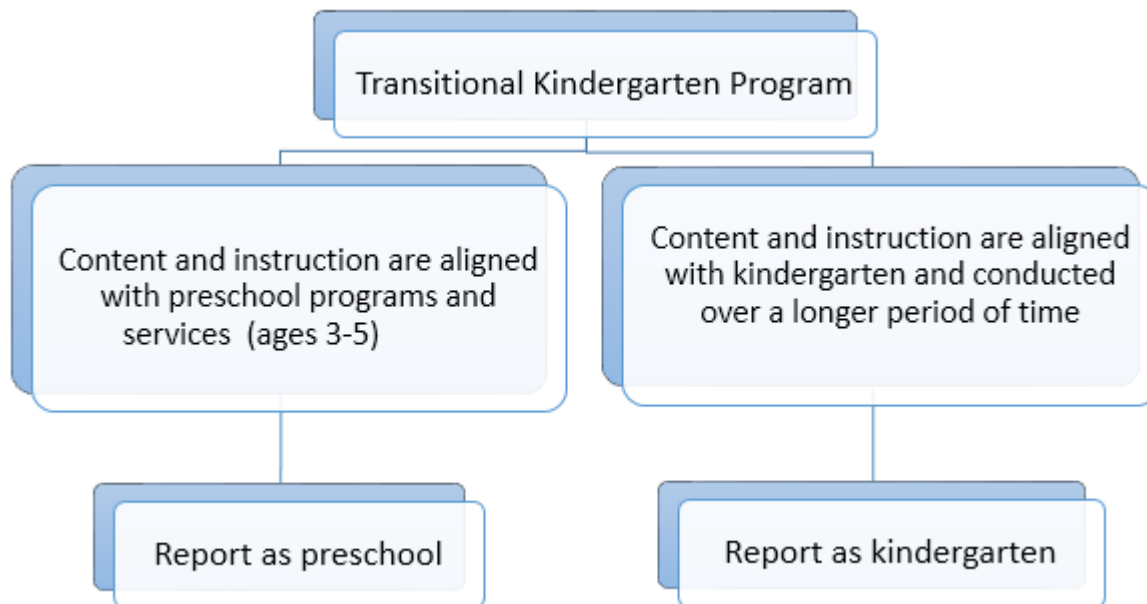 Transitional Kindergarten Program
Content and instruction are aligned
with preschool programs and
services (ages 3-5)
Content and instruction are aligned
with kindergarten and conducted
over a longer period of time
Report as preschool
Report as kindergarten